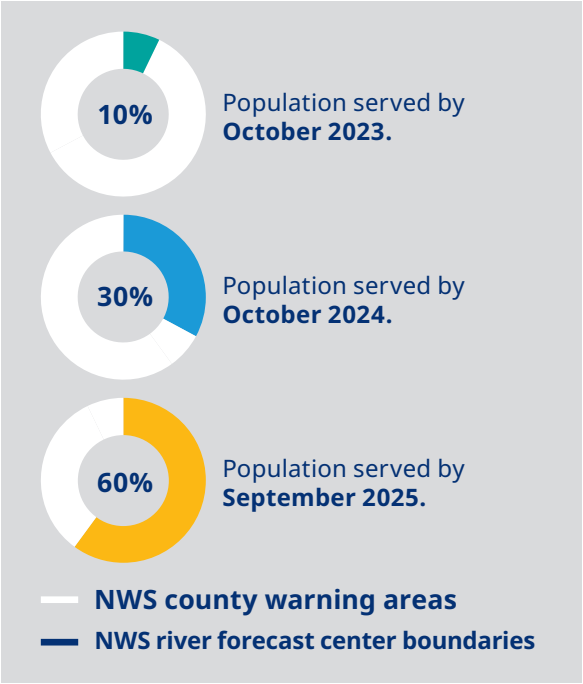 10%
Population served by
October 2023.
30%
Population served by
October 2024.
60%
Population served by
September 2025.
NWS county warning areas
NWS river forecast center boundaries